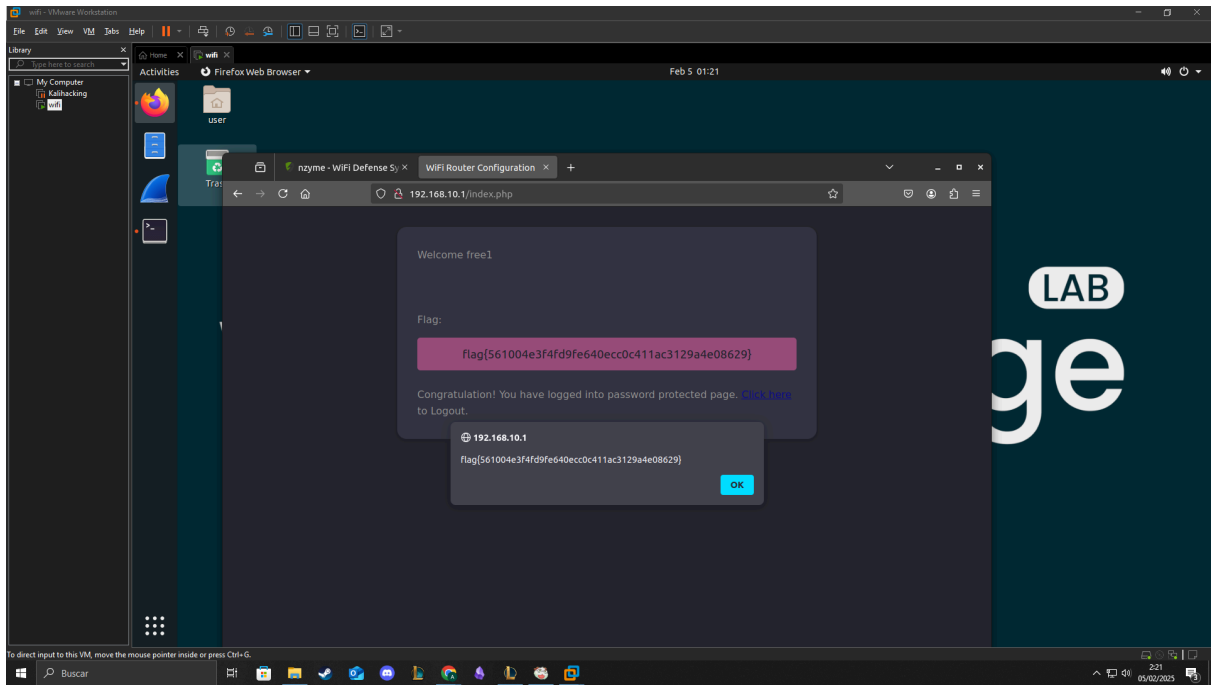 wifi - VMware Workstation
File Edit View VM Tabs Help
Library
Type here to search
My Computer
Kalihacking
wifi
Home
wifi
Activities
Firefox Web Browser
Feb 5 01:21
user
Tras
nzyme - WiFi Defense Sy
WiFi Router Configuration
192.168.10.1/index.php
Welcome free1
Flag:
flag{561004e3f4fd9fe640ecc0c411ac3129a4e08629}
Congratulation! You have logged into password protected page. Click here
to Logout.
192.168.10.1
flag{561004e3f4fd9fe640ecc0c411ac3129a4e08629}
OK
LAB
ge
To direct input to this VM, move the mouse pointer inside or press Ctrl+G.
Buscar
2:21
05/02/2025